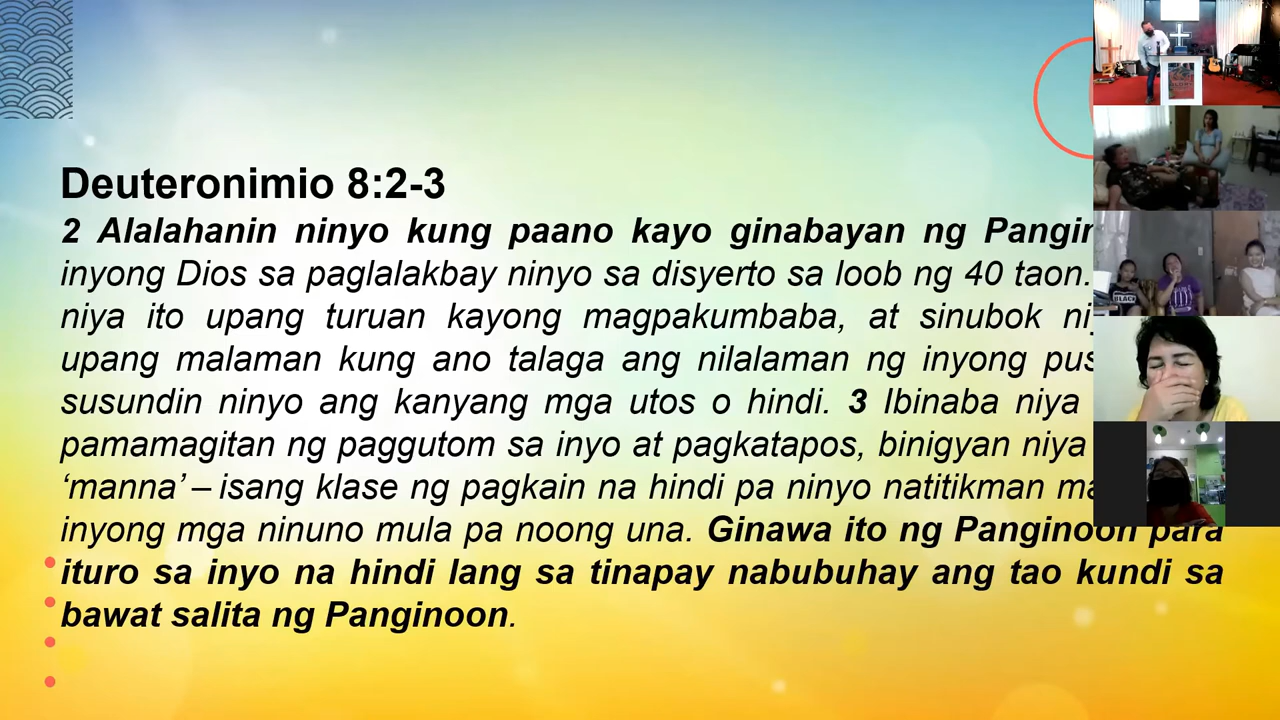 Deuteronimio 8:2-3
2 Alalahanin ninyo kung paano kayo ginabayan ng
inyong Dios sa paglalakbay ninyo sa disyerto sa loob ng 40 taon.
niya ito upang turuan kayong magpakumbaba, at sinubok
upang malaman kung ano talaga ang nilalaman ng inyong
susundin ninyo ang kanyang mga utos o hindi. 3 Ibinaba niya
pamamagitan ng paggutom sa inyo at pagkatapos, binigyan niya
‘manna’ – isang klase ng pagkain na hindi pa ninyo natitikman
inyong mga ninuno mula pa noong una. Ginawa ito ng Panginoon para
ituro sa inyo na hindi lang sa tinapay nabubuhay ang tao kundi sa
bawat salita ng Panginoon.
BLACK